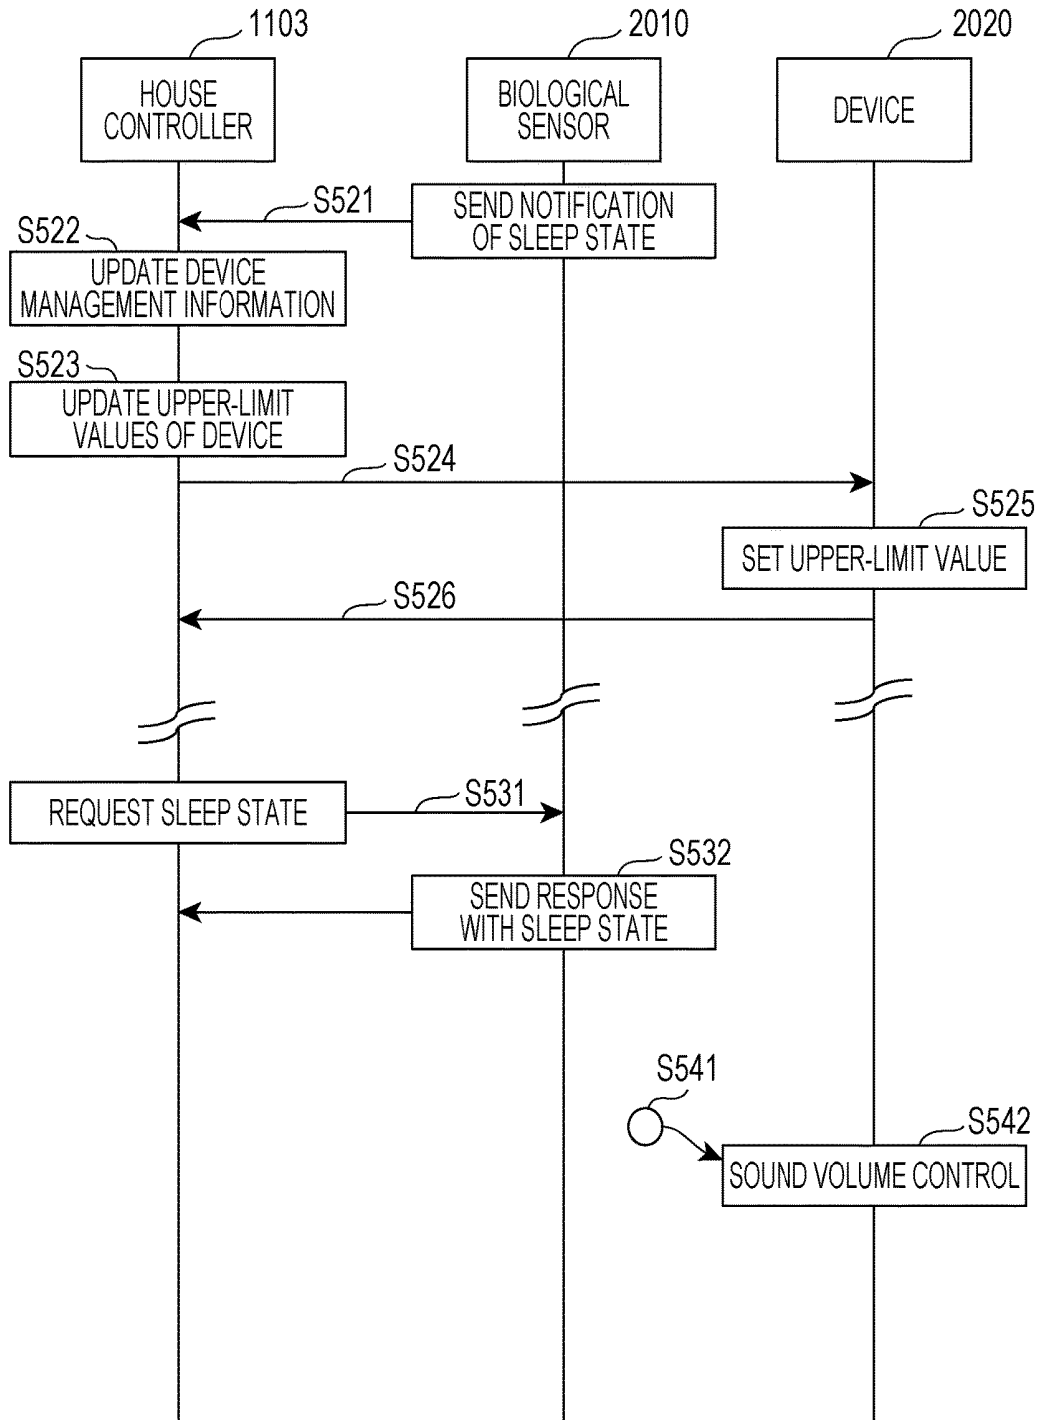 1103
2010
2020
HOUSE
CONTROLLER
BIOLOGICAL
SENSOR
DEVICE
S521
SEND NOTIFICATION
OF SLEEP STATE
S522
UPDATE DEVICE
MANAGEMENT INFORMATION
S523
UPDATE UPPER-LIMIT
VALUES OF DEVICE
S524
S525
SET UPPER-LIMIT VALUE
S526
REQUEST SLEEP STATE
S531
S532
SEND RESPONSE
WITH SLEEP STATE
S541
S542
SOUND VOLUME CONTROL